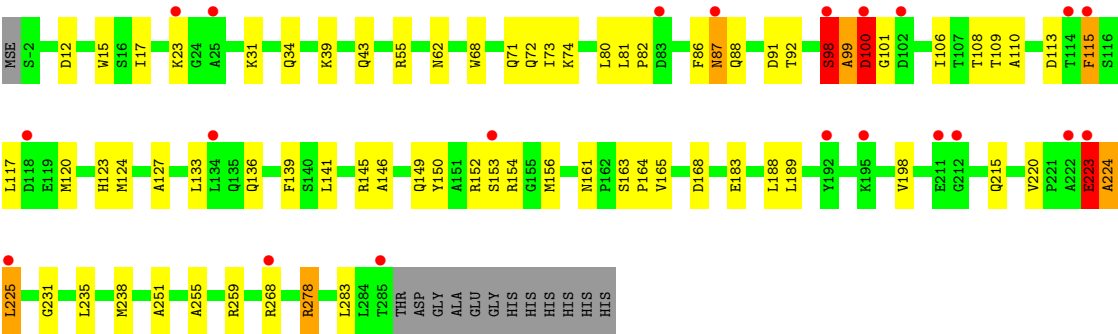 MSE S-2 D12 W15 S16 I17 K23 G24 A25 K31 Q34 K39 Q43 R55 N62 W68 Q71 Q72 I73 K74 L80 L81 P82 D83 F86 N87 Q88 D91 T92 S98 A99 D100 G101 D102 I106 T107 T108 T109 A110 D113 T114 F115 S116
L117 D118 E119 M120 H123 M124 A127 L133 L134 Q135 Q136 F139 S140 L141 R145 A146 Q149 Y150 A151 R152 S153 R154 G155 M156 N161 P162 S163 P164 V165 D168 E183 L188 L189 Y192 K195 V198 E211 G212 Q215 V220 P221 A222 E223 A224
L225 G231 L235 M238 A251 A255 R259 R268 R278 L283 L284 T285 THR ASP GLY ALA GLU GLY HIS HIS HIS HIS HIS HIS